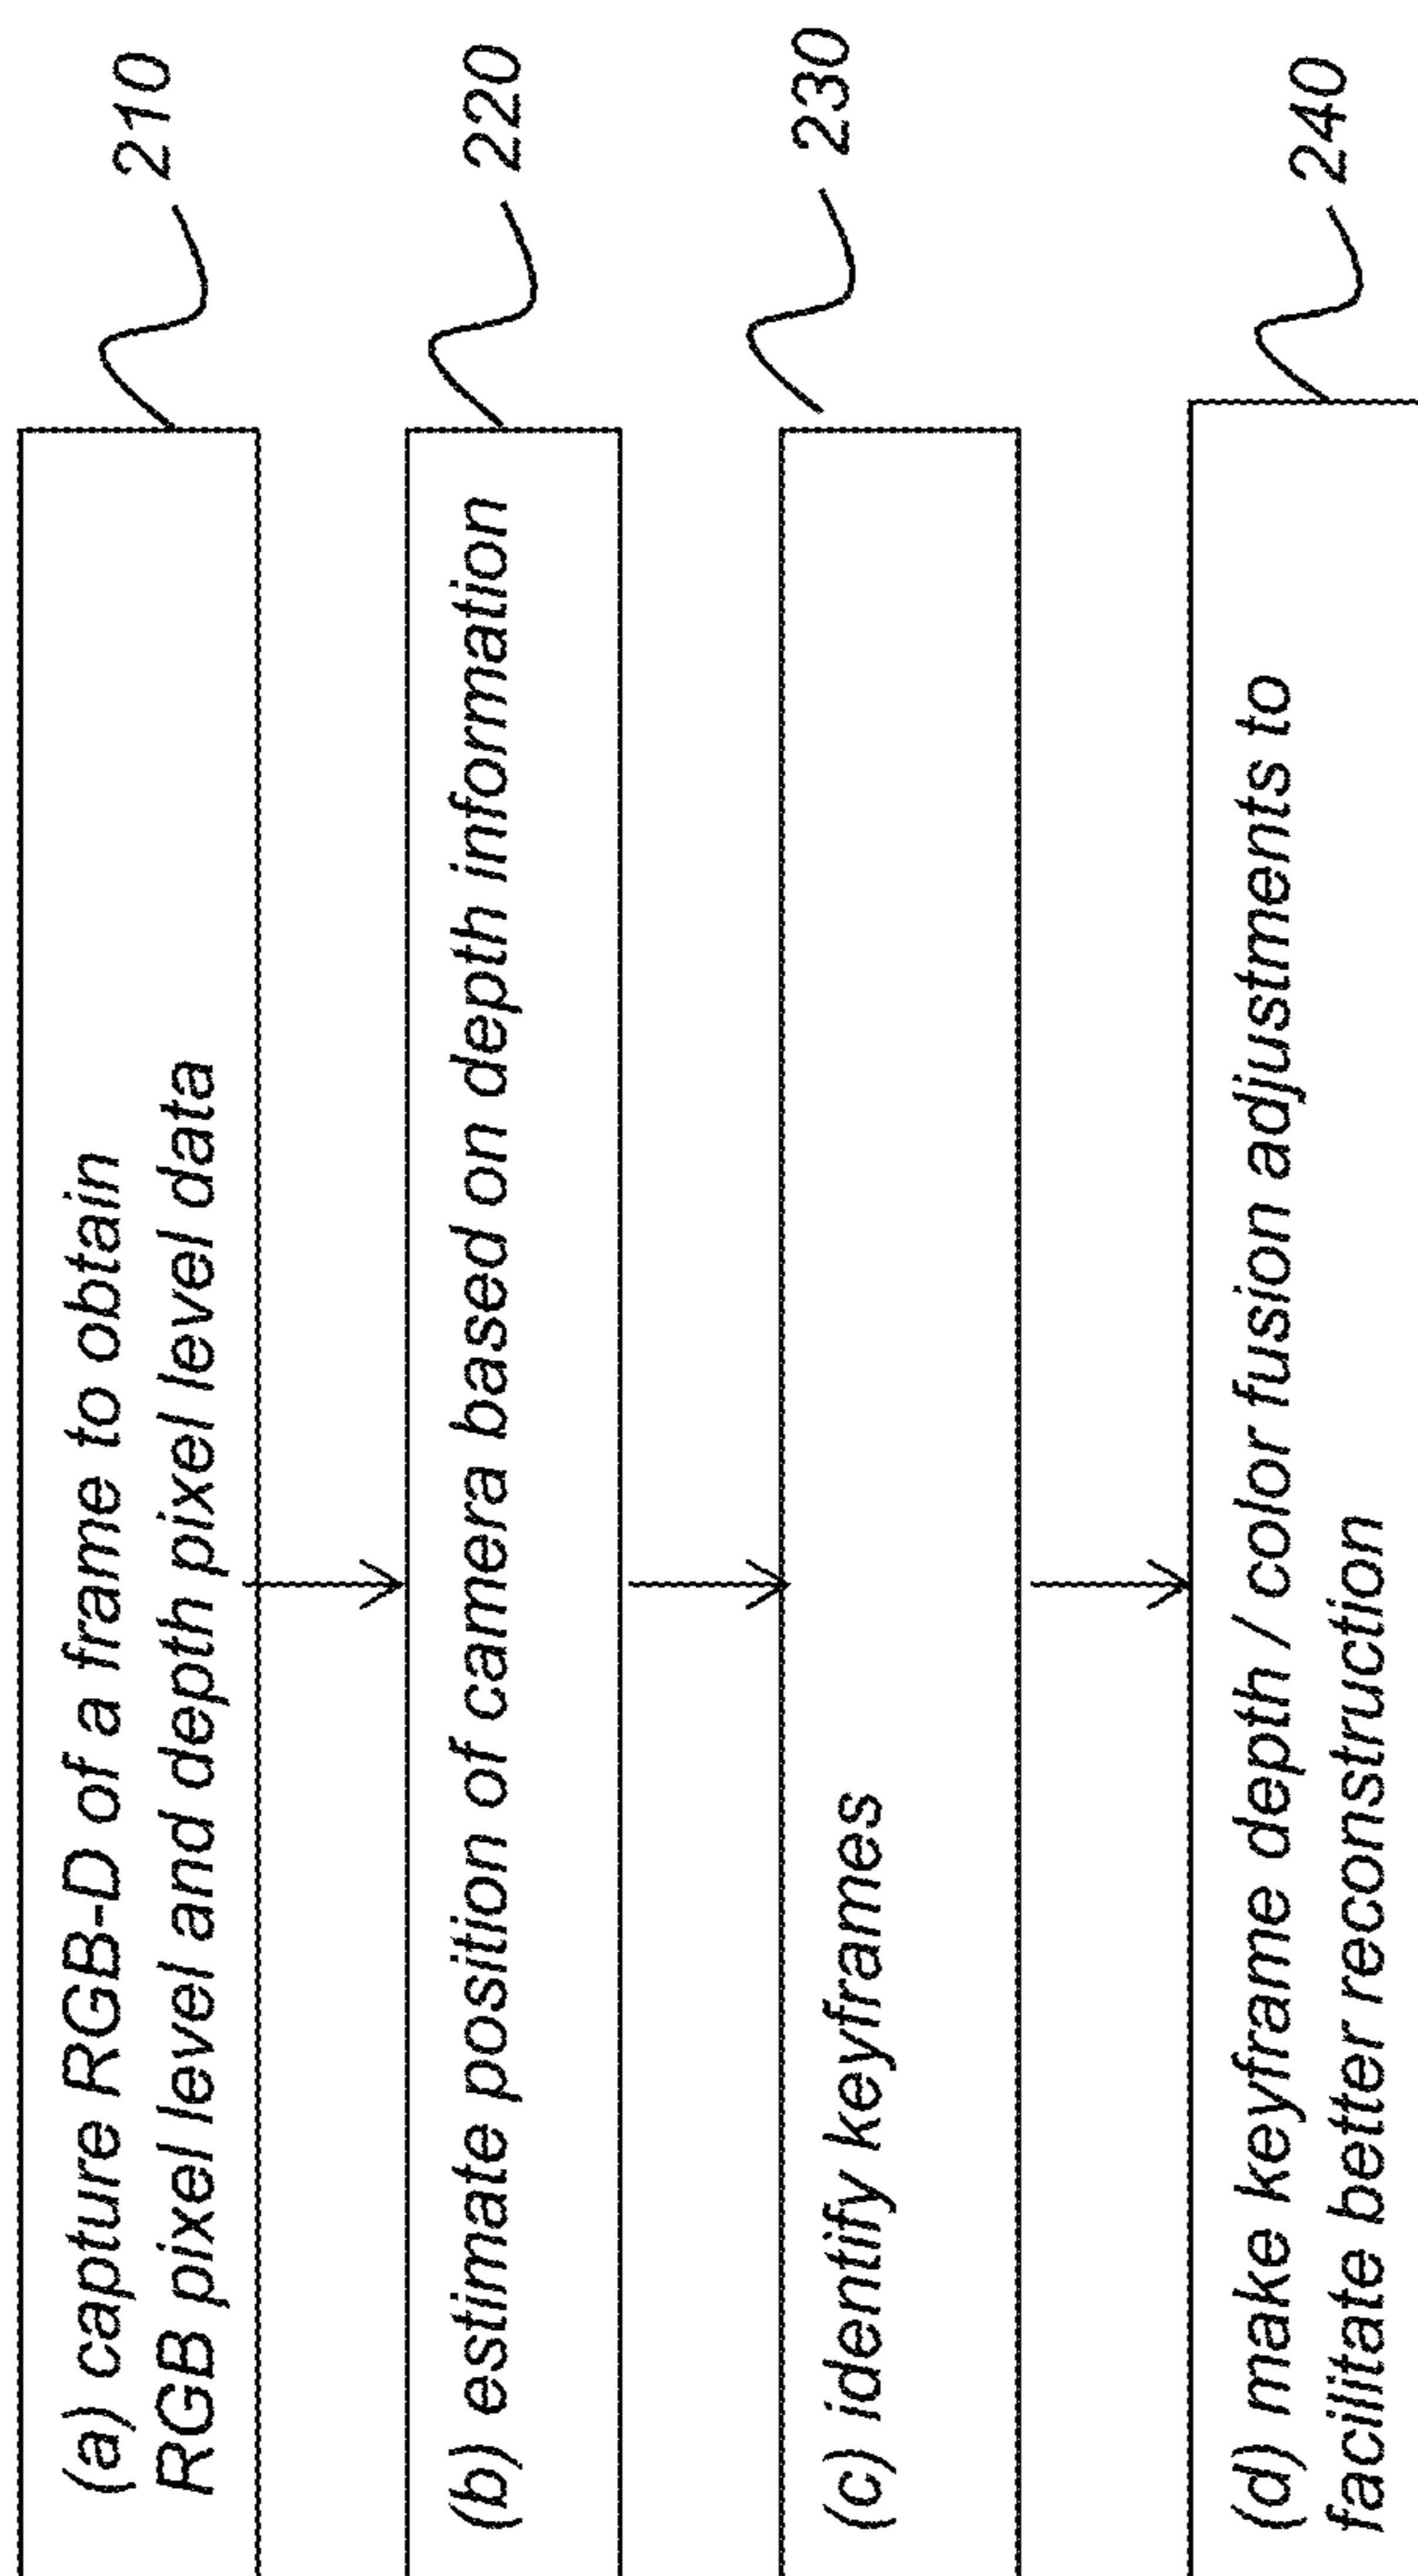 (a) capture RGB-D of a frame to obtain
RGB pixel level and depth pixel level data
210
(b) estimate position of camera based on depth information
220
(c) identify keyframes
230
(d) make keyframe depth / color fusion adjustments to
facilitate better reconstruction
240